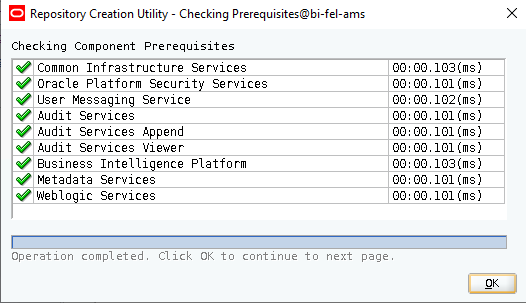 Repository Creation Utility - Checking Prerequisites@bi-fel-ams
Checking Component Prerequisites
Common Infrastructure Services 00:00.103(ms)
Oracle Platform Security Services 00:00.101(ms)
User Messaging Service 00:00.102(ms)
Audit Services 00:00.101(ms)
Audit Services Append 00:00.101(ms)
Audit Services Viewer 00:00.101(ms)
Business Intelligence Platform 00:00.103(ms)
Metadata Services 00:00.101(ms)
Weblogic Services 00:00.101(ms)
Operation completed. Click OK to continue to next page.
OK